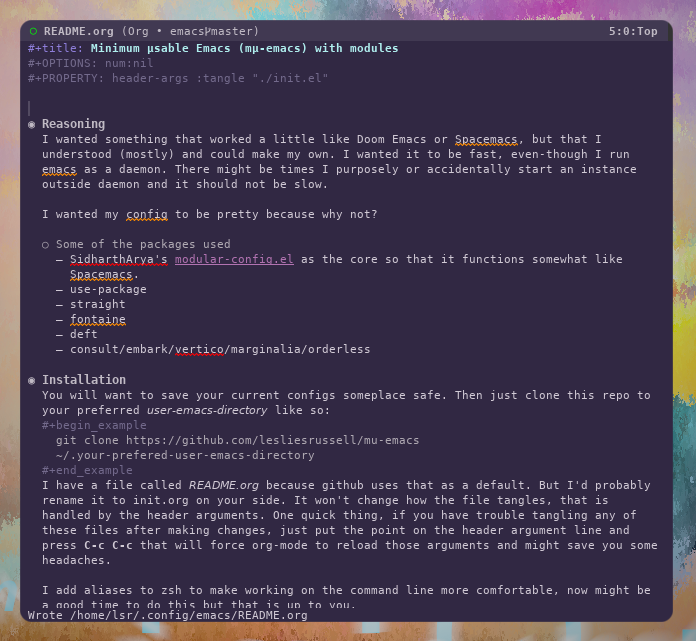 README.org (Org • emacs/master) 5:0:Top
#+title: Minimum µsable Emacs (mµ-emacs) with modules
#+OPTIONS: num:nil
#+PROPERTY: header-args :tangle "./init.el"
◉ Reasoning
I wanted something that worked a little like Doom Emacs or Spacemacs, but that I
understood (mostly) and could make my own. I wanted it to be fast, even-though I run
emacs as a daemon. There might be times I purposely or accidentally start an instance
outside daemon and it should not be slow.
I wanted my config to be pretty because why not?
○ Some of the packages used
– SidharthArya's modular-config.el as the core so that it functions somewhat like
Spacemacs.
– use-package
– straight
– fontaine
– deft
– consult/embark/vertico/marginalia/orderless
◉ Installation
You will want to save your current configs someplace safe. Then just clone this repo to
your preferred user-emacs-directory like so:
#+begin_example
git clone https://github.com/lesliesrussell/mu-emacs
~/.your-prefered-user-emacs-directory
#+end_example
I have a file called README.org because github uses that as a default. But I'd probably
rename it to init.org on your side. It won't change how the file tangles, that is
handled by the header arguments. One quick thing, if you have trouble tangling any of
these files after making changes, just put the point on the header argument line and
press C-c C-c that will force org-mode to reload those arguments and might save you some
headaches.
I add aliases to zsh to make working on the command line more comfortable, now might be
a good time to do this but that is up to you.
Wrote /home/lsr/.config/emacs/README.org